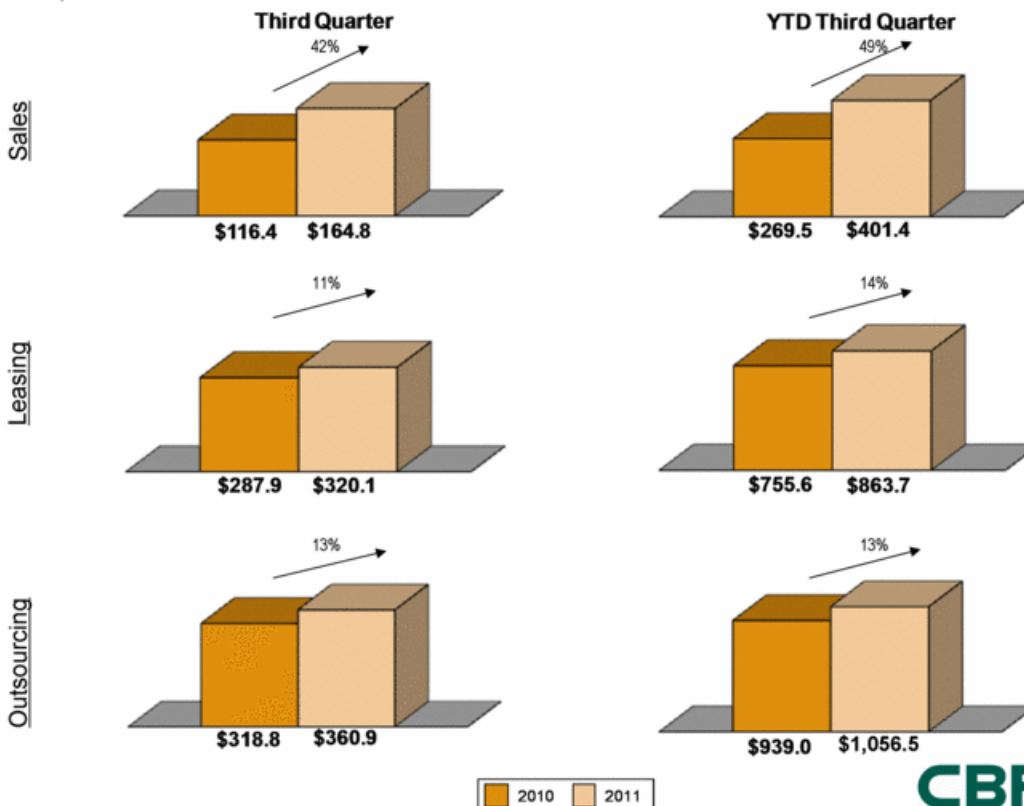 Third Quarter
YTD Third Quarter
Sales
42%
$116.4 $164.8
49%
$269.5 $401.4
Leasing
11%
$287.9 $320.1
14%
$755.6 $863.7
Outsourcing
13%
$318.8 $360.9
13%
$939.0 $1,056.5
2010 2011